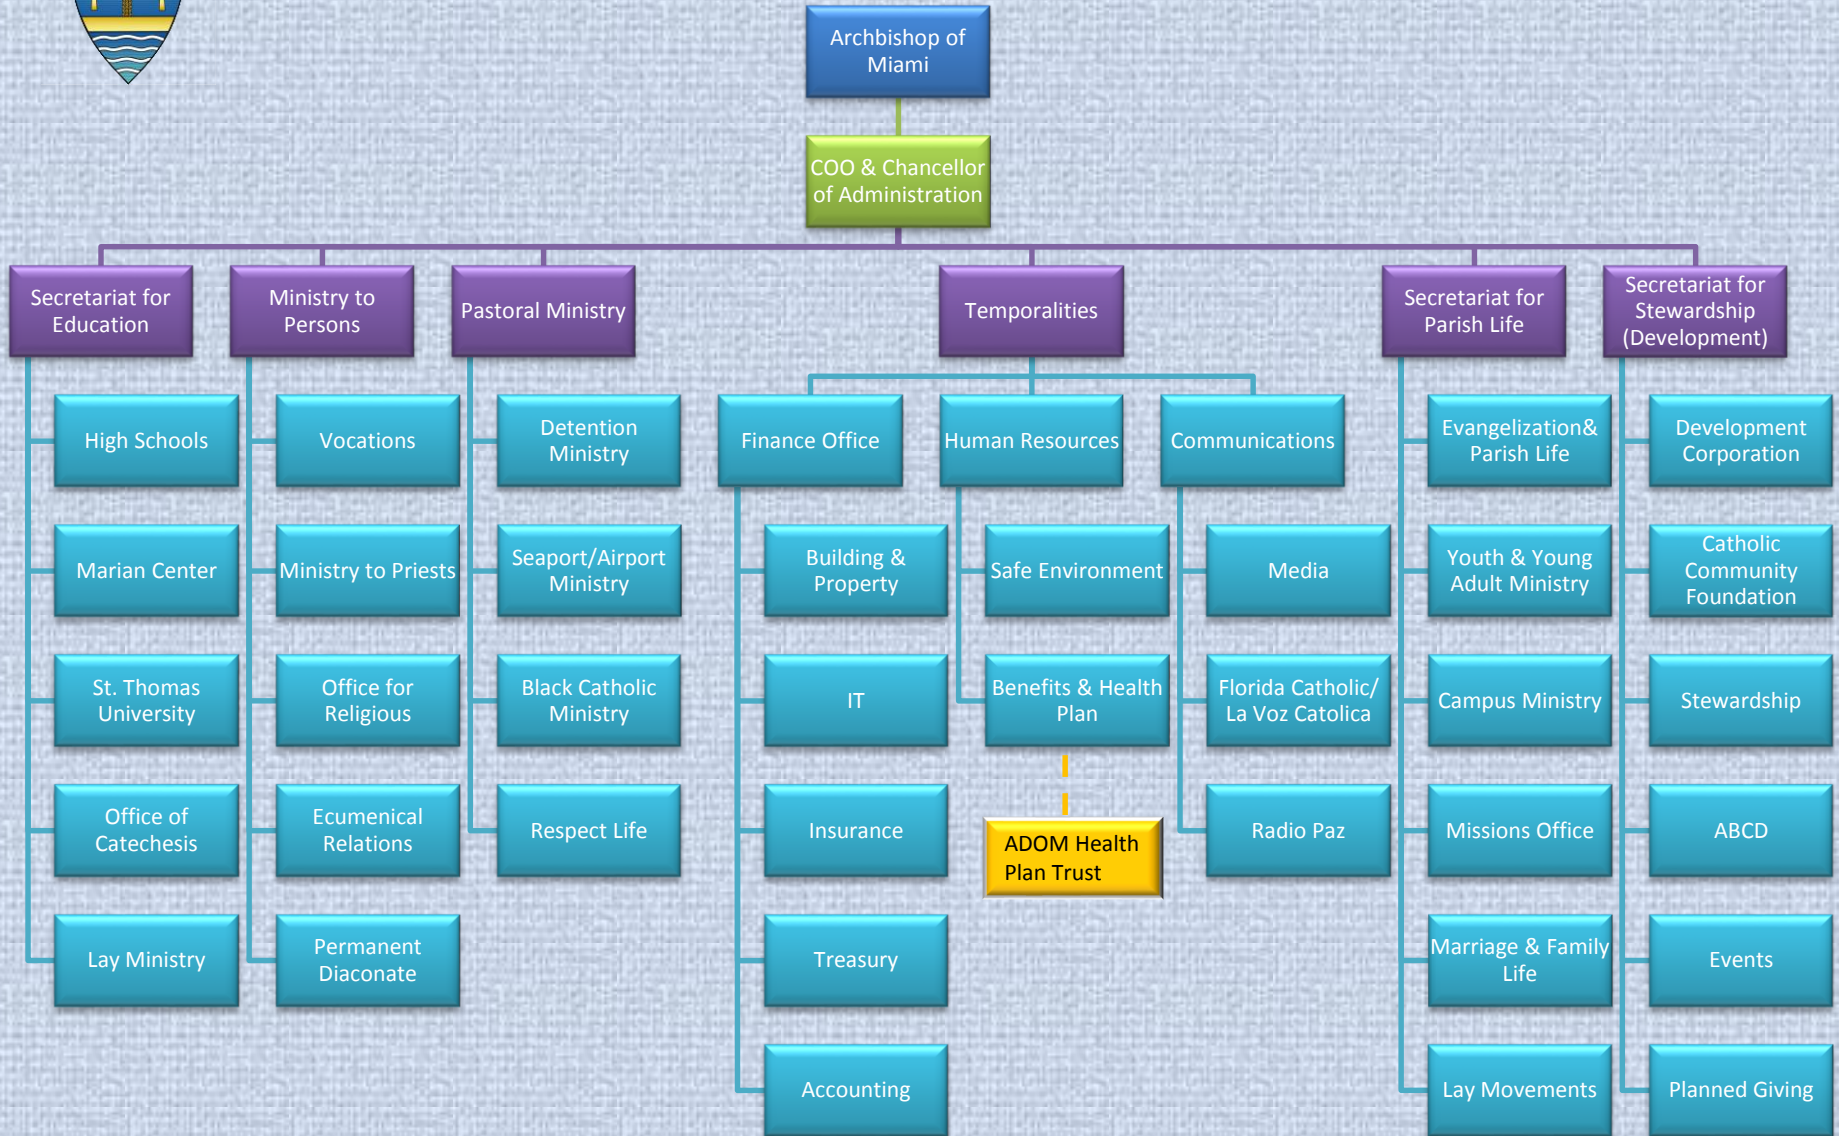 Archbishop of
Miami
COO & Chancellor
of Administration
Secretariat for
Education
Ministry to
Persons
Pastoral Ministry
Temporalities
Secretariat for
Parish Life
Secretariat for
Stewardship
(Development)
High Schools
Marian Center
St. Thomas
University
Office of
Catechesis
Lay Ministry
Vocations
Ministry to Priests
Office for
Religious
Ecumenical
Relations
Permanent
Diaconate
Detention
Ministry
Seaport/Airport
Ministry
Black Catholic
Ministry
Respect Life
Finance Office
Building &
Property
IT
Insurance
Treasury
Accounting
Human Resources
Safe Environment
Benefits & Health
Plan
ADOM Health
Plan Trust
Communications
Media
Florida Catholic/
La Voz Catolica
Radio Paz
Evangelization&
Parish Life
Youth & Young
Adult Ministry
Campus Ministry
Missions Office
Marriage & Family
Life
Lay Movements
Development
Corporation
Catholic
Community
Foundation
Stewardship
ABCD
Events
Planned Giving